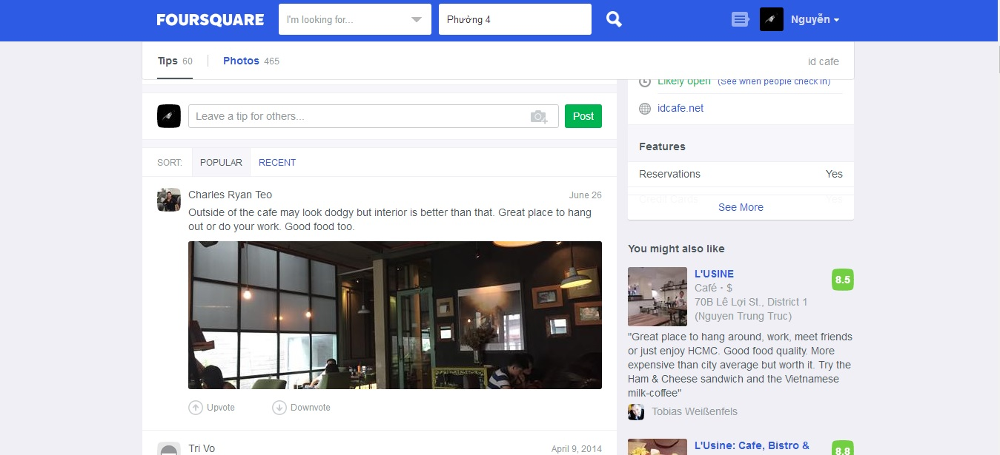 FOURSQUARE
I'm looking for...
Phường 4
Nguyễn
Tips 60
Photos 465
id cafe
Likely open (See when people check in)
idcafe.net
Leave a tip for others...
Post
Features
Reservations Yes
Credit Cards Yes
See More
SORT: POPULAR RECENT
Charles Ryan Teo
June 26
Outside of the cafe may look dodgy but interior is better than that. Great place to hang
out or do your work. Good food too.
Upvote
Downvote
Tri Vo
April 9, 2014
You might also like
L'USINE
8.5
Café · $
70B Lê Lợi St., District 1
(Nguyen Trung Truc)
"Great place to hang around, work, meet friends
or just enjoy HCMC. Good food quality. More
expensive than city average but worth it. Try the
Ham & Cheese sandwich and the Vietnamese
milk-coffee"
Tobias Weißenfels
L'Usine: Cafe, Bistro &
8.8